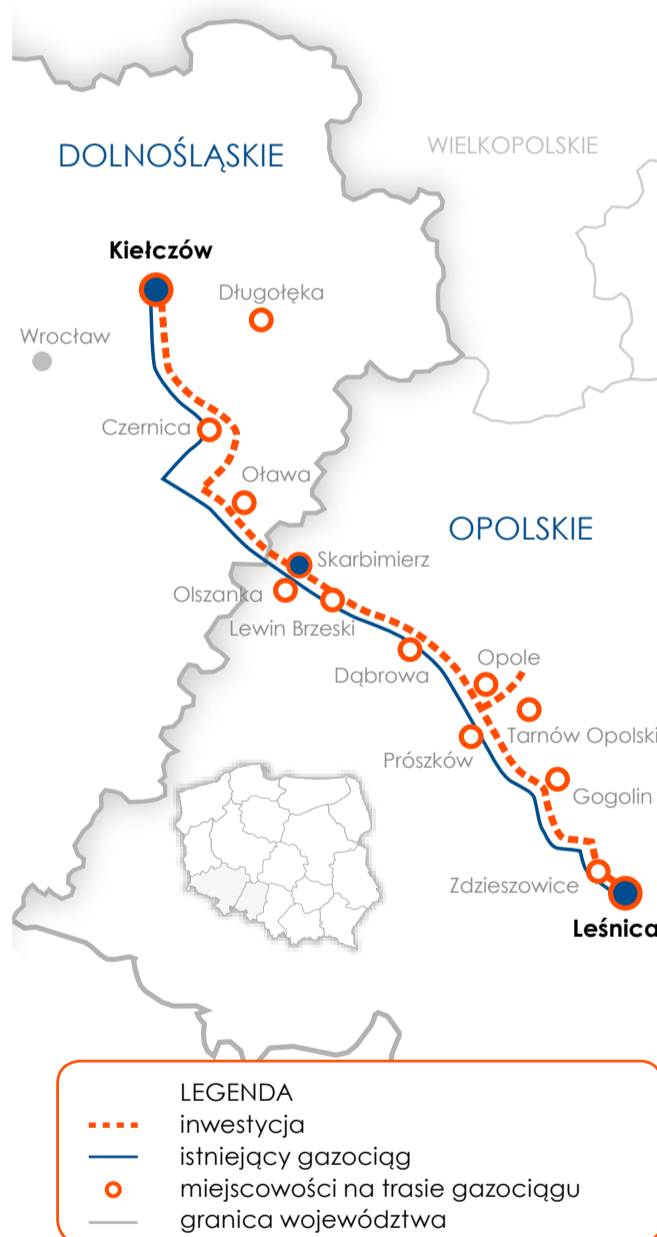 DOLNOŚLĄSKIE
WIELKOPOLSKIE
Kiełczów
Długołęka
Wrocław
Czernica
Oława
OPOLSKIE
Skarbimierz
Olszanka
Lewin Brzeski
Opole
Dąbrowa
Tarnów Opolski
Prószków
Gogolin
Zdzieszowice
Leśnica
LEGENDA
inwestycja
istniejący gazociąg
miejscowości na trasie gazociągu
granica województwa